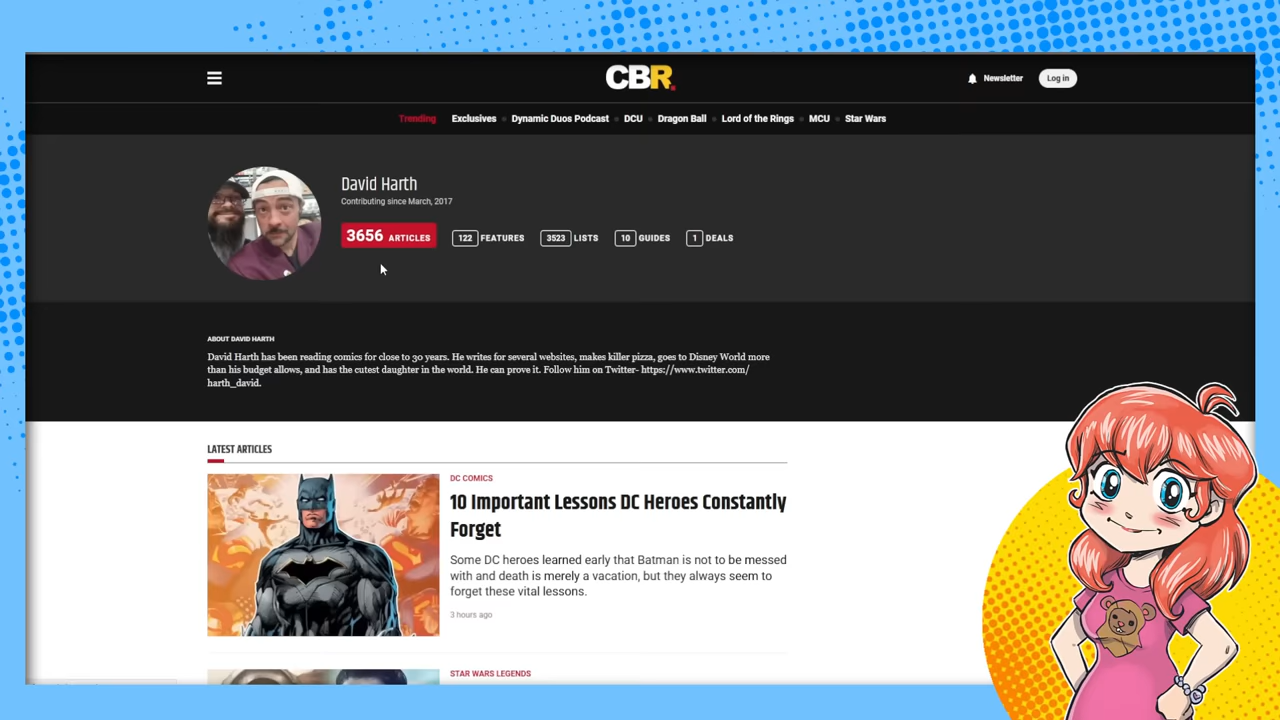 CBR.
Newsletter
Log in
Trending Exclusives Dynamic Duos Podcast DCU Dragon Ball Lord of the Rings MCU Star Wars
David Harth
Contributing since March, 2017
3656 ARTICLES 122 FEATURES 3523 LISTS 10 GUIDES 1 DEALS
ABOUT DAVID HARTH
David Harth has been reading comics for close to 30 years. He writes for several websites, makes killer pizza, goes to Disney World more
than his budget allows, and has the cutest daughter in the world. He can prove it. Follow him on Twitter- https://www.twitter.com/
harth_david.
LATEST ARTICLES
DC COMICS
10 Important Lessons DC Heroes Constantly
Forget
Some DC heroes learned early that Batman is not to be messed
with and death is merely a vacation, but they always seem to
forget these vital lessons.
3 hours ago
STAR WARS LEGENDS